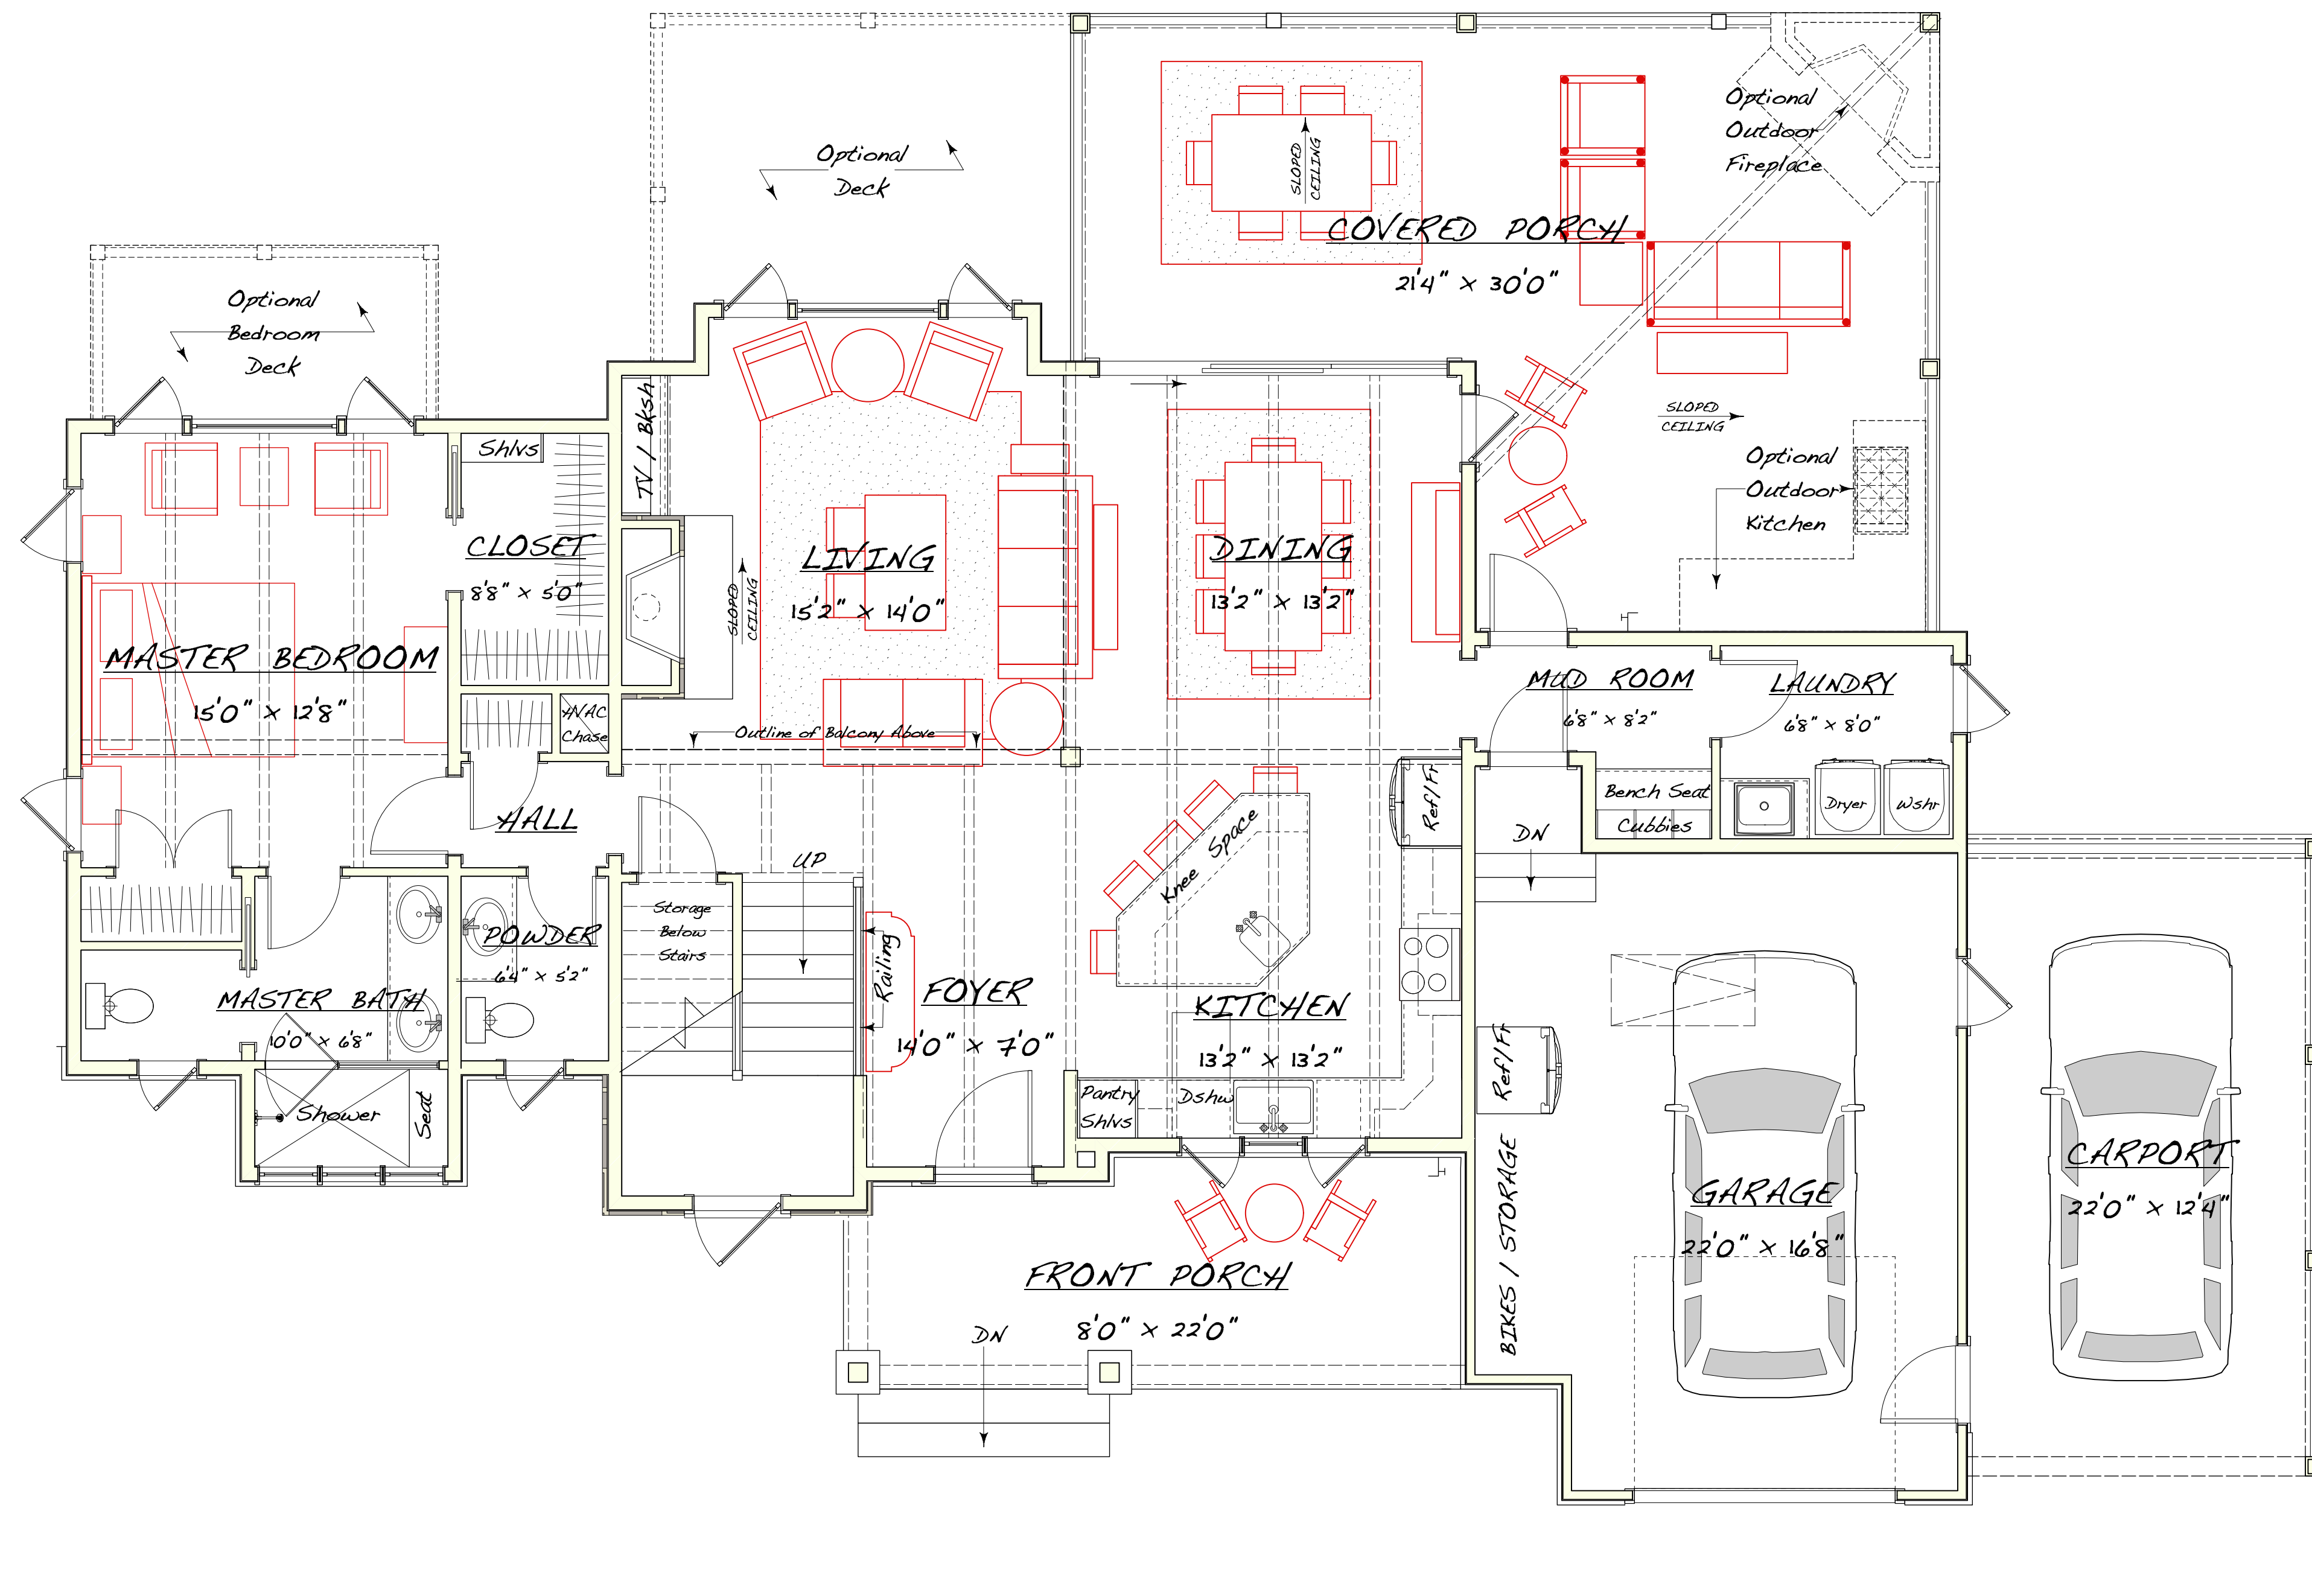 Optional
Deck
SLOPED
CEILING
Optional
Outdoor
Fireplace
COVERED PORCH
21'4" x 30'0"
Optional
Bedroom
Deck
TV / Bksh
Shlvs
SLOPED
CEILING
Optional
Outdoor
Kitchen
CLOSET
8'8" x 5'0"
LIVING
15'2" x 14'0"
SLOPED
CEILING
DINING
13'2" x 13'2"
MASTER BEDROOM
15'0" x 12'8"
HVAC
Chase
Outline of Balcony Above
MUD ROOM
6'8" x 8'2"
LAUNDRY
6'8" x 8'0"
HALL
UP
Knee Space
Ref/Fr
DN
Bench Seat
Cubbies
Dryer
Wshr
Storage
Below
Stairs
POWDER
6'4" x 5'2"
Railing
MASTER BATH
10'0" x 6'8"
FOYER
14'0" x 7'0"
KITCHEN
13'2" x 13'2"
Ref/Fr
Shower
Seat
Pantry
Shlvs
Dshw
BIKES / STORAGE
GARAGE
22'0" x 16'8"
CARPORT
22'0" x 12'4"
FRONT PORCH
8'0" x 22'0"
DN